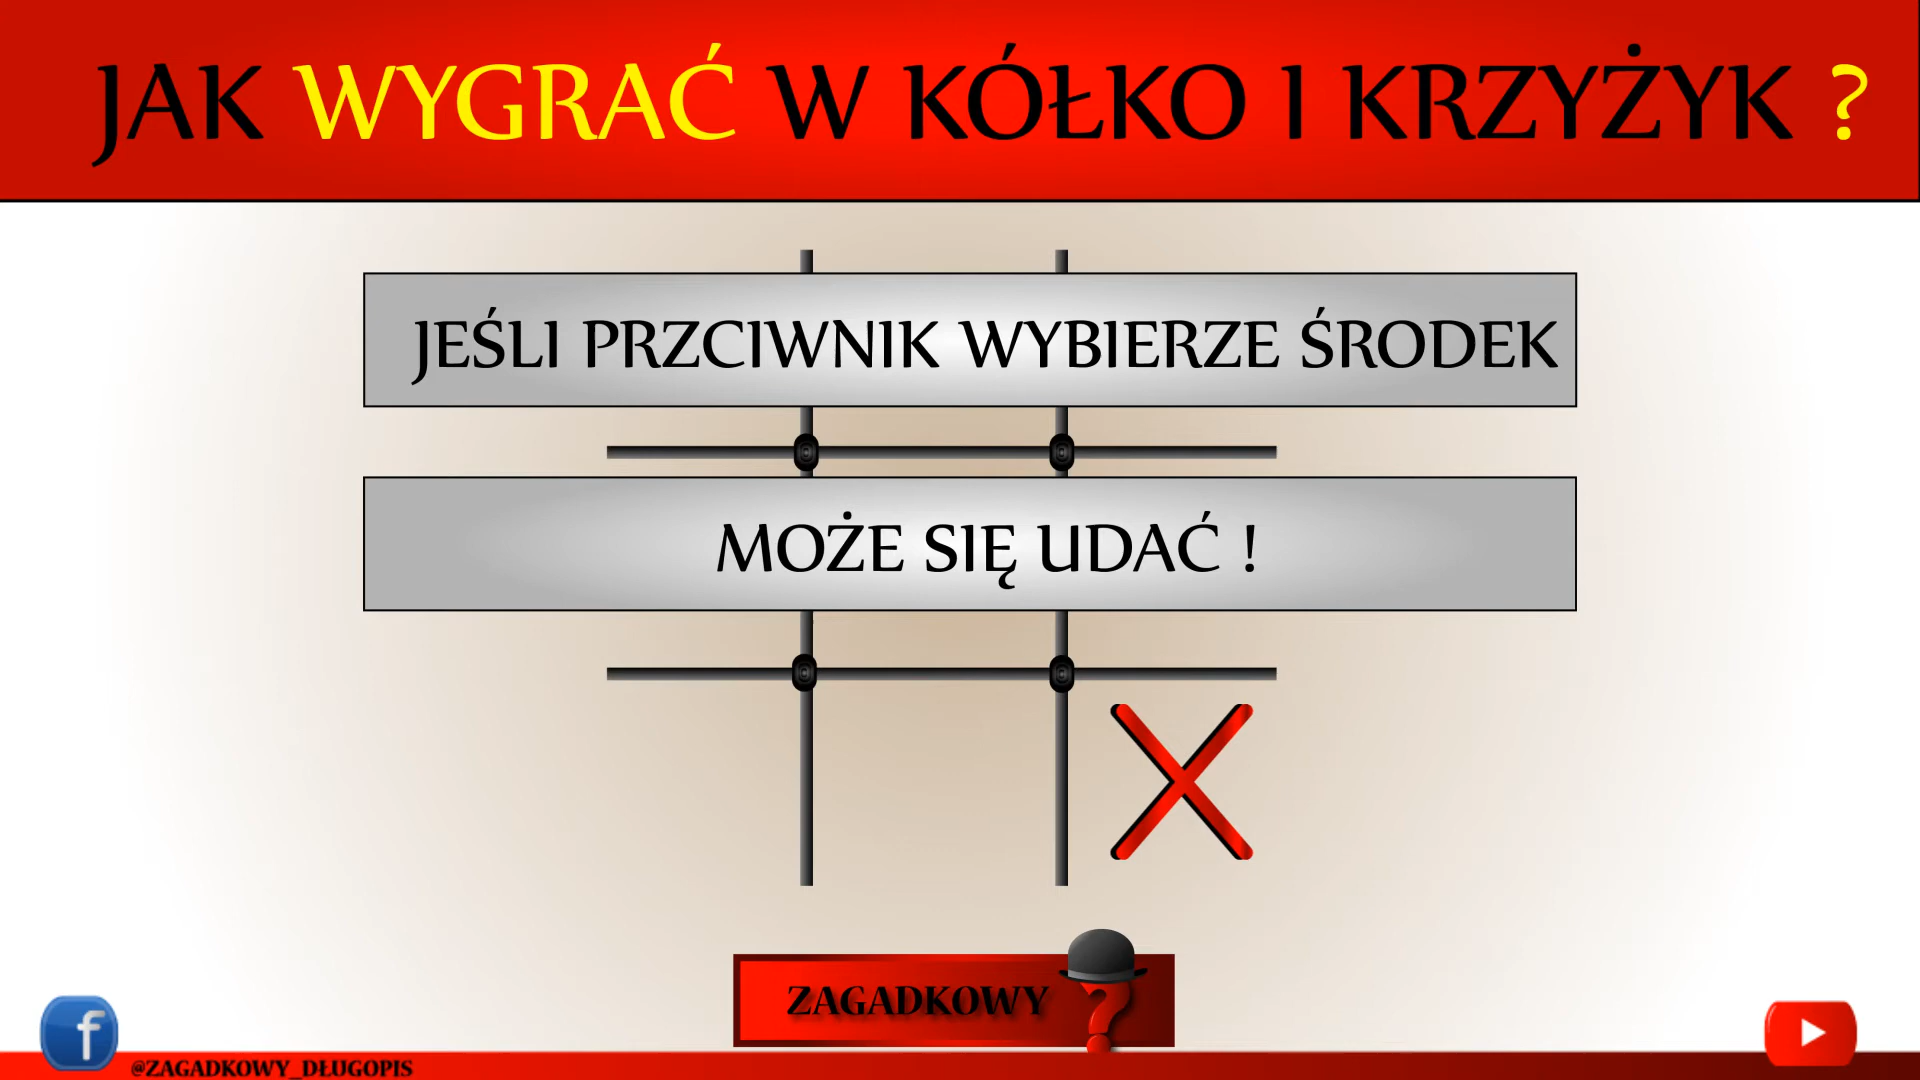 JAK WYGRAĆ W KÓŁKO I KRZYŻYK ?
JEŚLI PRZCIWNIK WYBIERZE ŚRODEK
MOŻE SIĘ UDAĆ !
ZAGADKOWY ?
f
@ZAGADKOWY_DŁUGOPIS